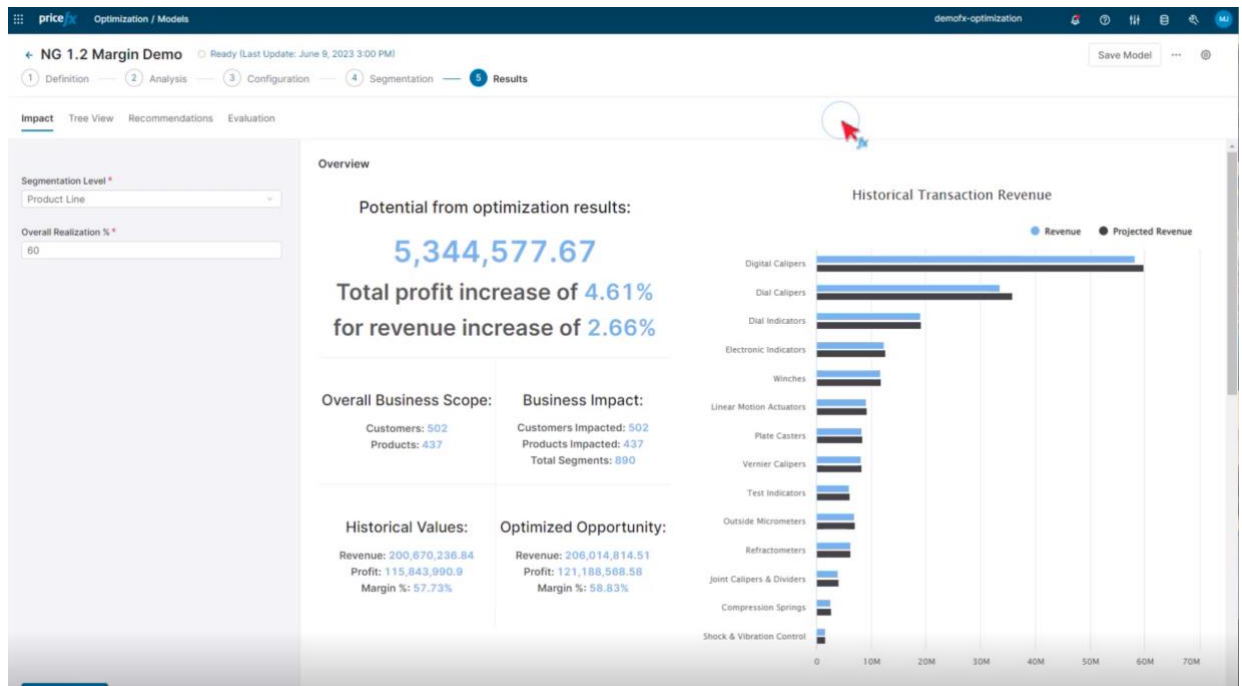 pricefx Optimization / Models demofx-optimization MJ
← NG 1.2 Margin Demo Ready (Last Update: June 9, 2023 3:00 PM) Save Model ...
1 Definition 2 Analysis 3 Configuration 4 Segmentation 5 Results
Impact Tree View Recommendations Evaluation
fx
Segmentation Level *
Product Line
Overall Realization % *
60
Overview
Potential from optimization results:
5,344,577.67
Total profit increase of 4.61%
for revenue increase of 2.66%
Overall Business Scope:
Customers: 502
Products: 437
Business Impact:
Customers Impacted: 502
Products Impacted: 437
Total Segments: 890
Historical Values:
Revenue: 200,670,236.84
Profit: 115,843,990.9
Margin %: 57.73%
Optimized Opportunity:
Revenue: 206,014,814.51
Profit: 121,188,568.58
Margin %: 58.83%
Historical Transaction Revenue
Revenue Projected Revenue
Digital Calipers
Dial Calipers
Dial Indicators
Electronic Indicators
Winches
Linear Motion Actuators
Plate Casters
Vernier Calipers
Test Indicators
Outside Micrometers
Refractometers
Joint Calipers & Dividers
Compression Springs
Shock & Vibration Control
0 10M 20M 30M 40M 50M 60M 70M